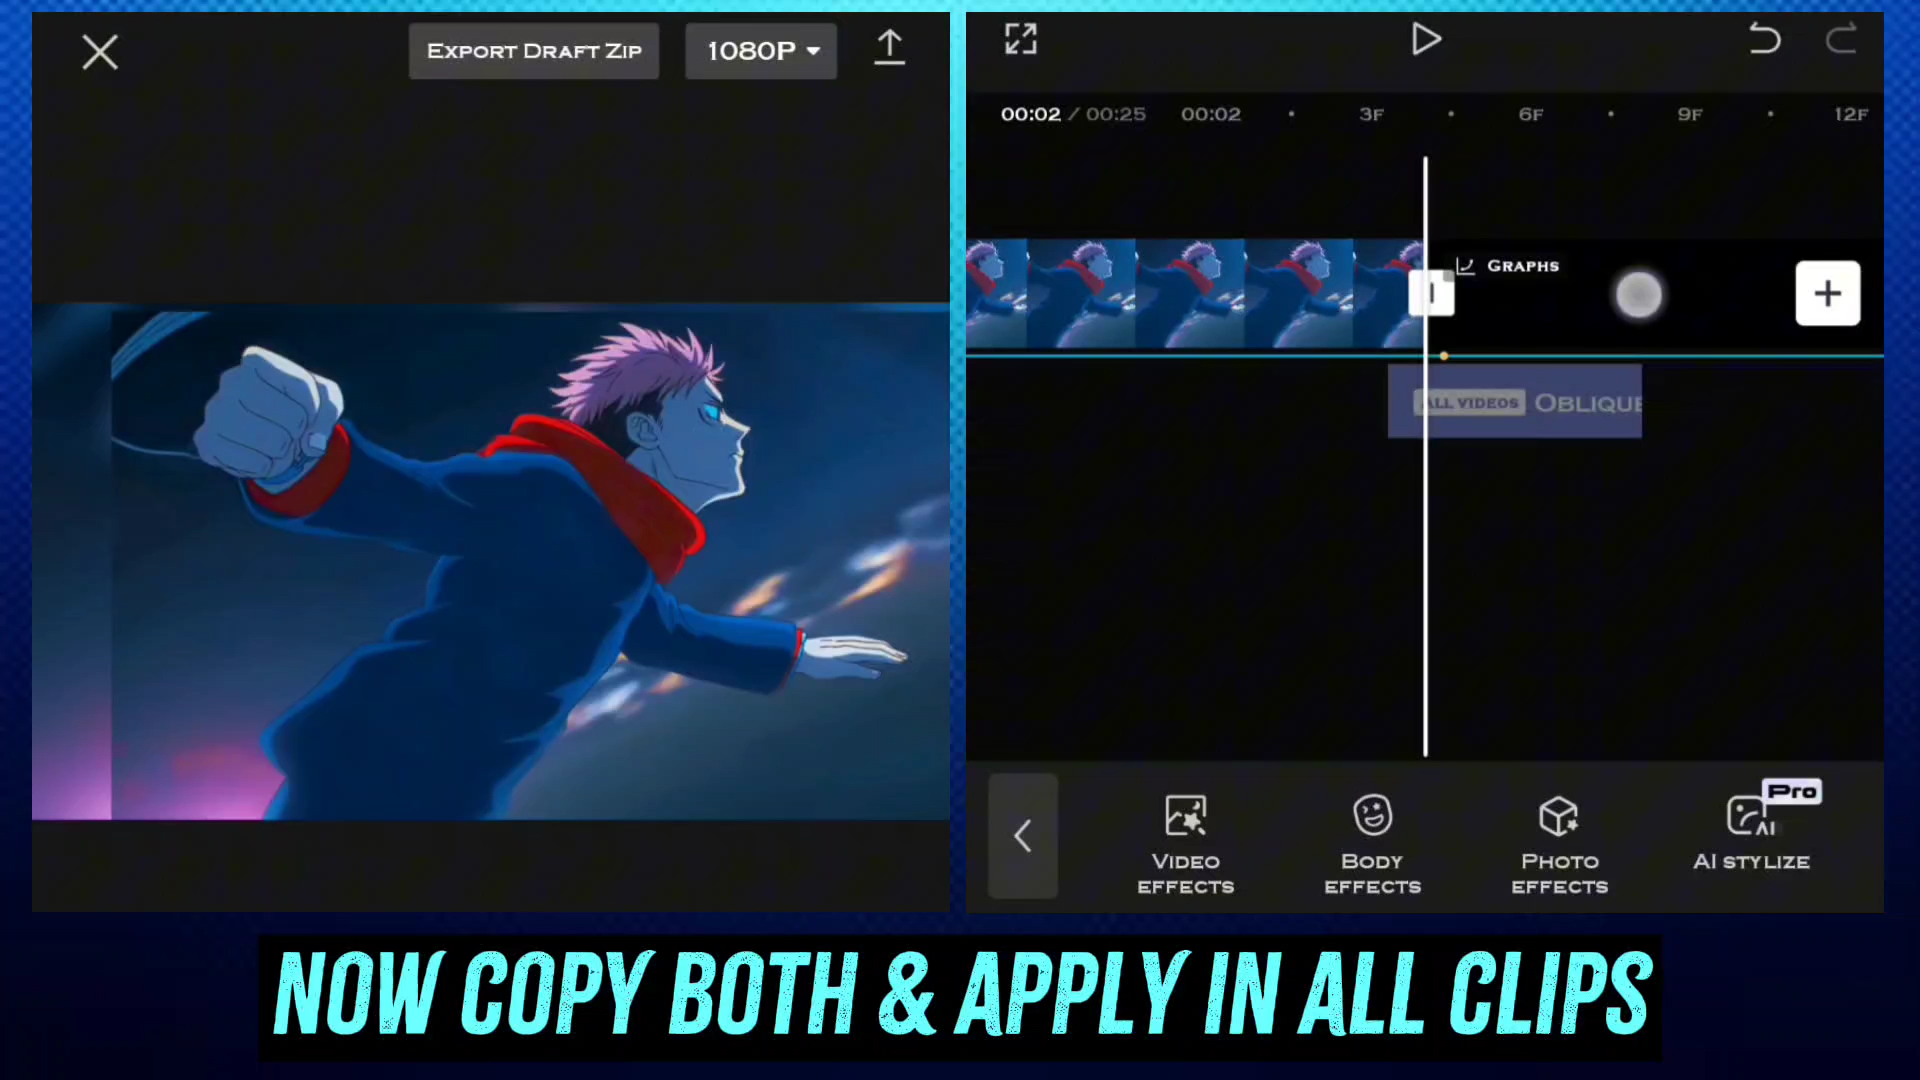 EXPORT DRAFT ZIP
1080P
00:02 / 00:25 00:02 3F 6F 9F 12F
GRAPHS
ALL VIDEOS OBLIQUE
Pro
VIDEO EFFECTS
BODY EFFECTS
PHOTO EFFECTS
AI STYLIZE
NOW COPY BOTH & APPLY IN ALL CLIPS